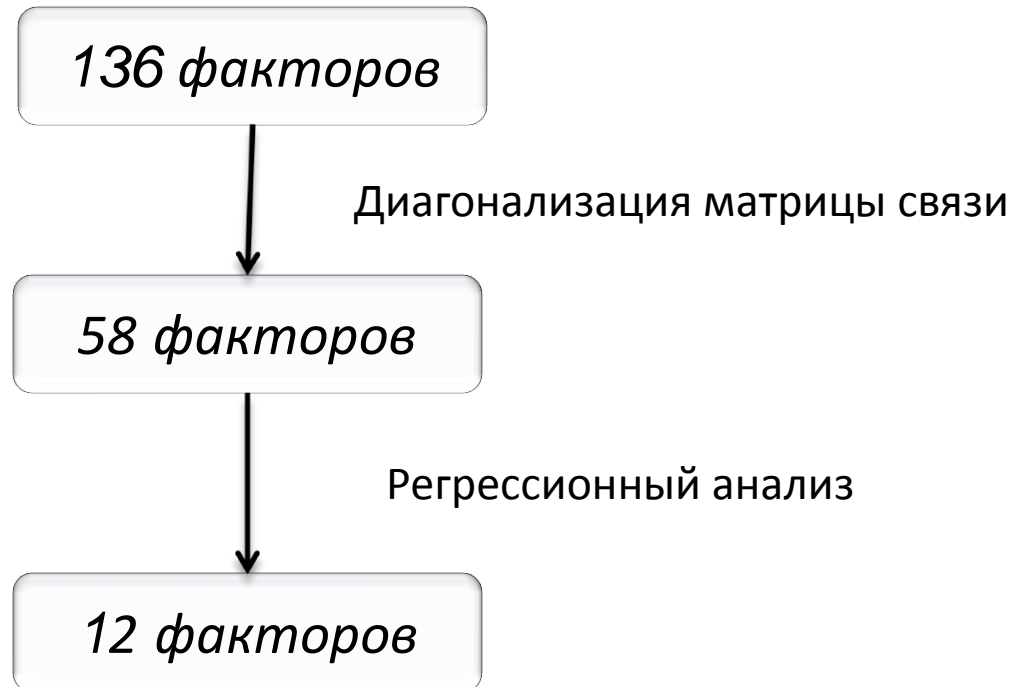 136 факторов
Диагонализация матрицы связи
58 факторов
Регрессионный анализ
12 факторов